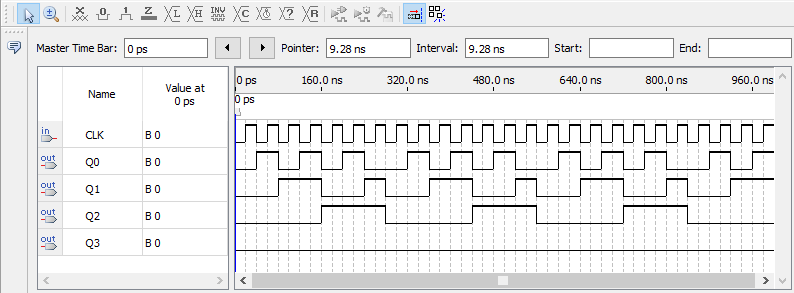 Master Time Bar: 0 ps Pointer: 9.28 ns Interval: 9.28 ns Start: End:
Name Value at 0 ps
0 ps 160.0 ns 320.0 ns 480.0 ns 640.0 ns 800.0 ns 960.0 ns
0 ps
in CLK B 0
out Q0 B 0
out Q1 B 0
out Q2 B 0
out Q3 B 0